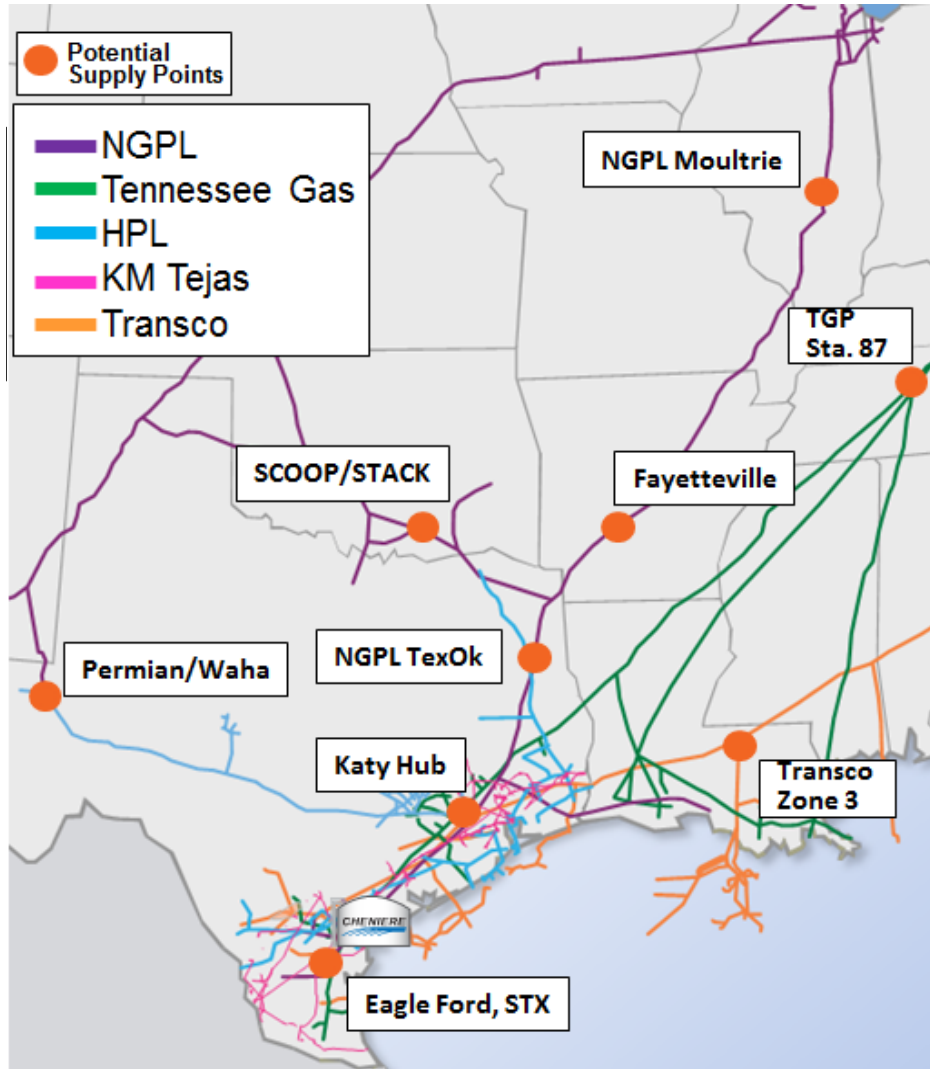 Potential
Supply Points
NGPL
Tennessee Gas
HPL
KM Tejas
Transco
NGPL Moultrie
TGP
Sta. 87
SCOOP/STACK
Fayetteville
NGPL TexOk
Permian/Waha
Katy Hub
Transco
Zone 3
CHENIERE
Eagle Ford, STX